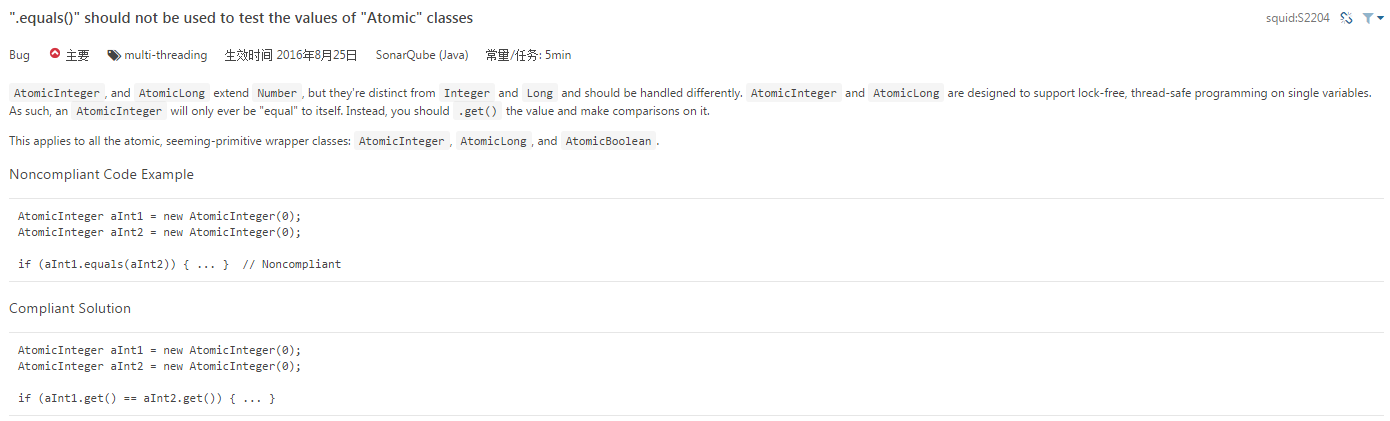 ".equals()" should not be used to test the values of "Atomic" classes squid:S2204
Bug 主要 multi-threading 生效时间 2016年8月25日 SonarQube (Java) 常量/任务: 5min
AtomicInteger, and AtomicLong extend Number, but they're distinct from Integer and Long and should be handled differently. AtomicInteger and AtomicLong are designed to support lock-free, thread-safe programming on single variables.
As such, an AtomicInteger will only ever be "equal" to itself. Instead, you should .get() the value and make comparisons on it.
This applies to all the atomic, seeming-primitive wrapper classes: AtomicInteger, AtomicLong, and AtomicBoolean.
Noncompliant Code Example
AtomicInteger aInt1 = new AtomicInteger(0);
AtomicInteger aInt2 = new AtomicInteger(0);
if (aInt1.equals(aInt2)) { ... }  // Noncompliant
Compliant Solution
AtomicInteger aInt1 = new AtomicInteger(0);
AtomicInteger aInt2 = new AtomicInteger(0);
if (aInt1.get() == aInt2.get()) { ... }